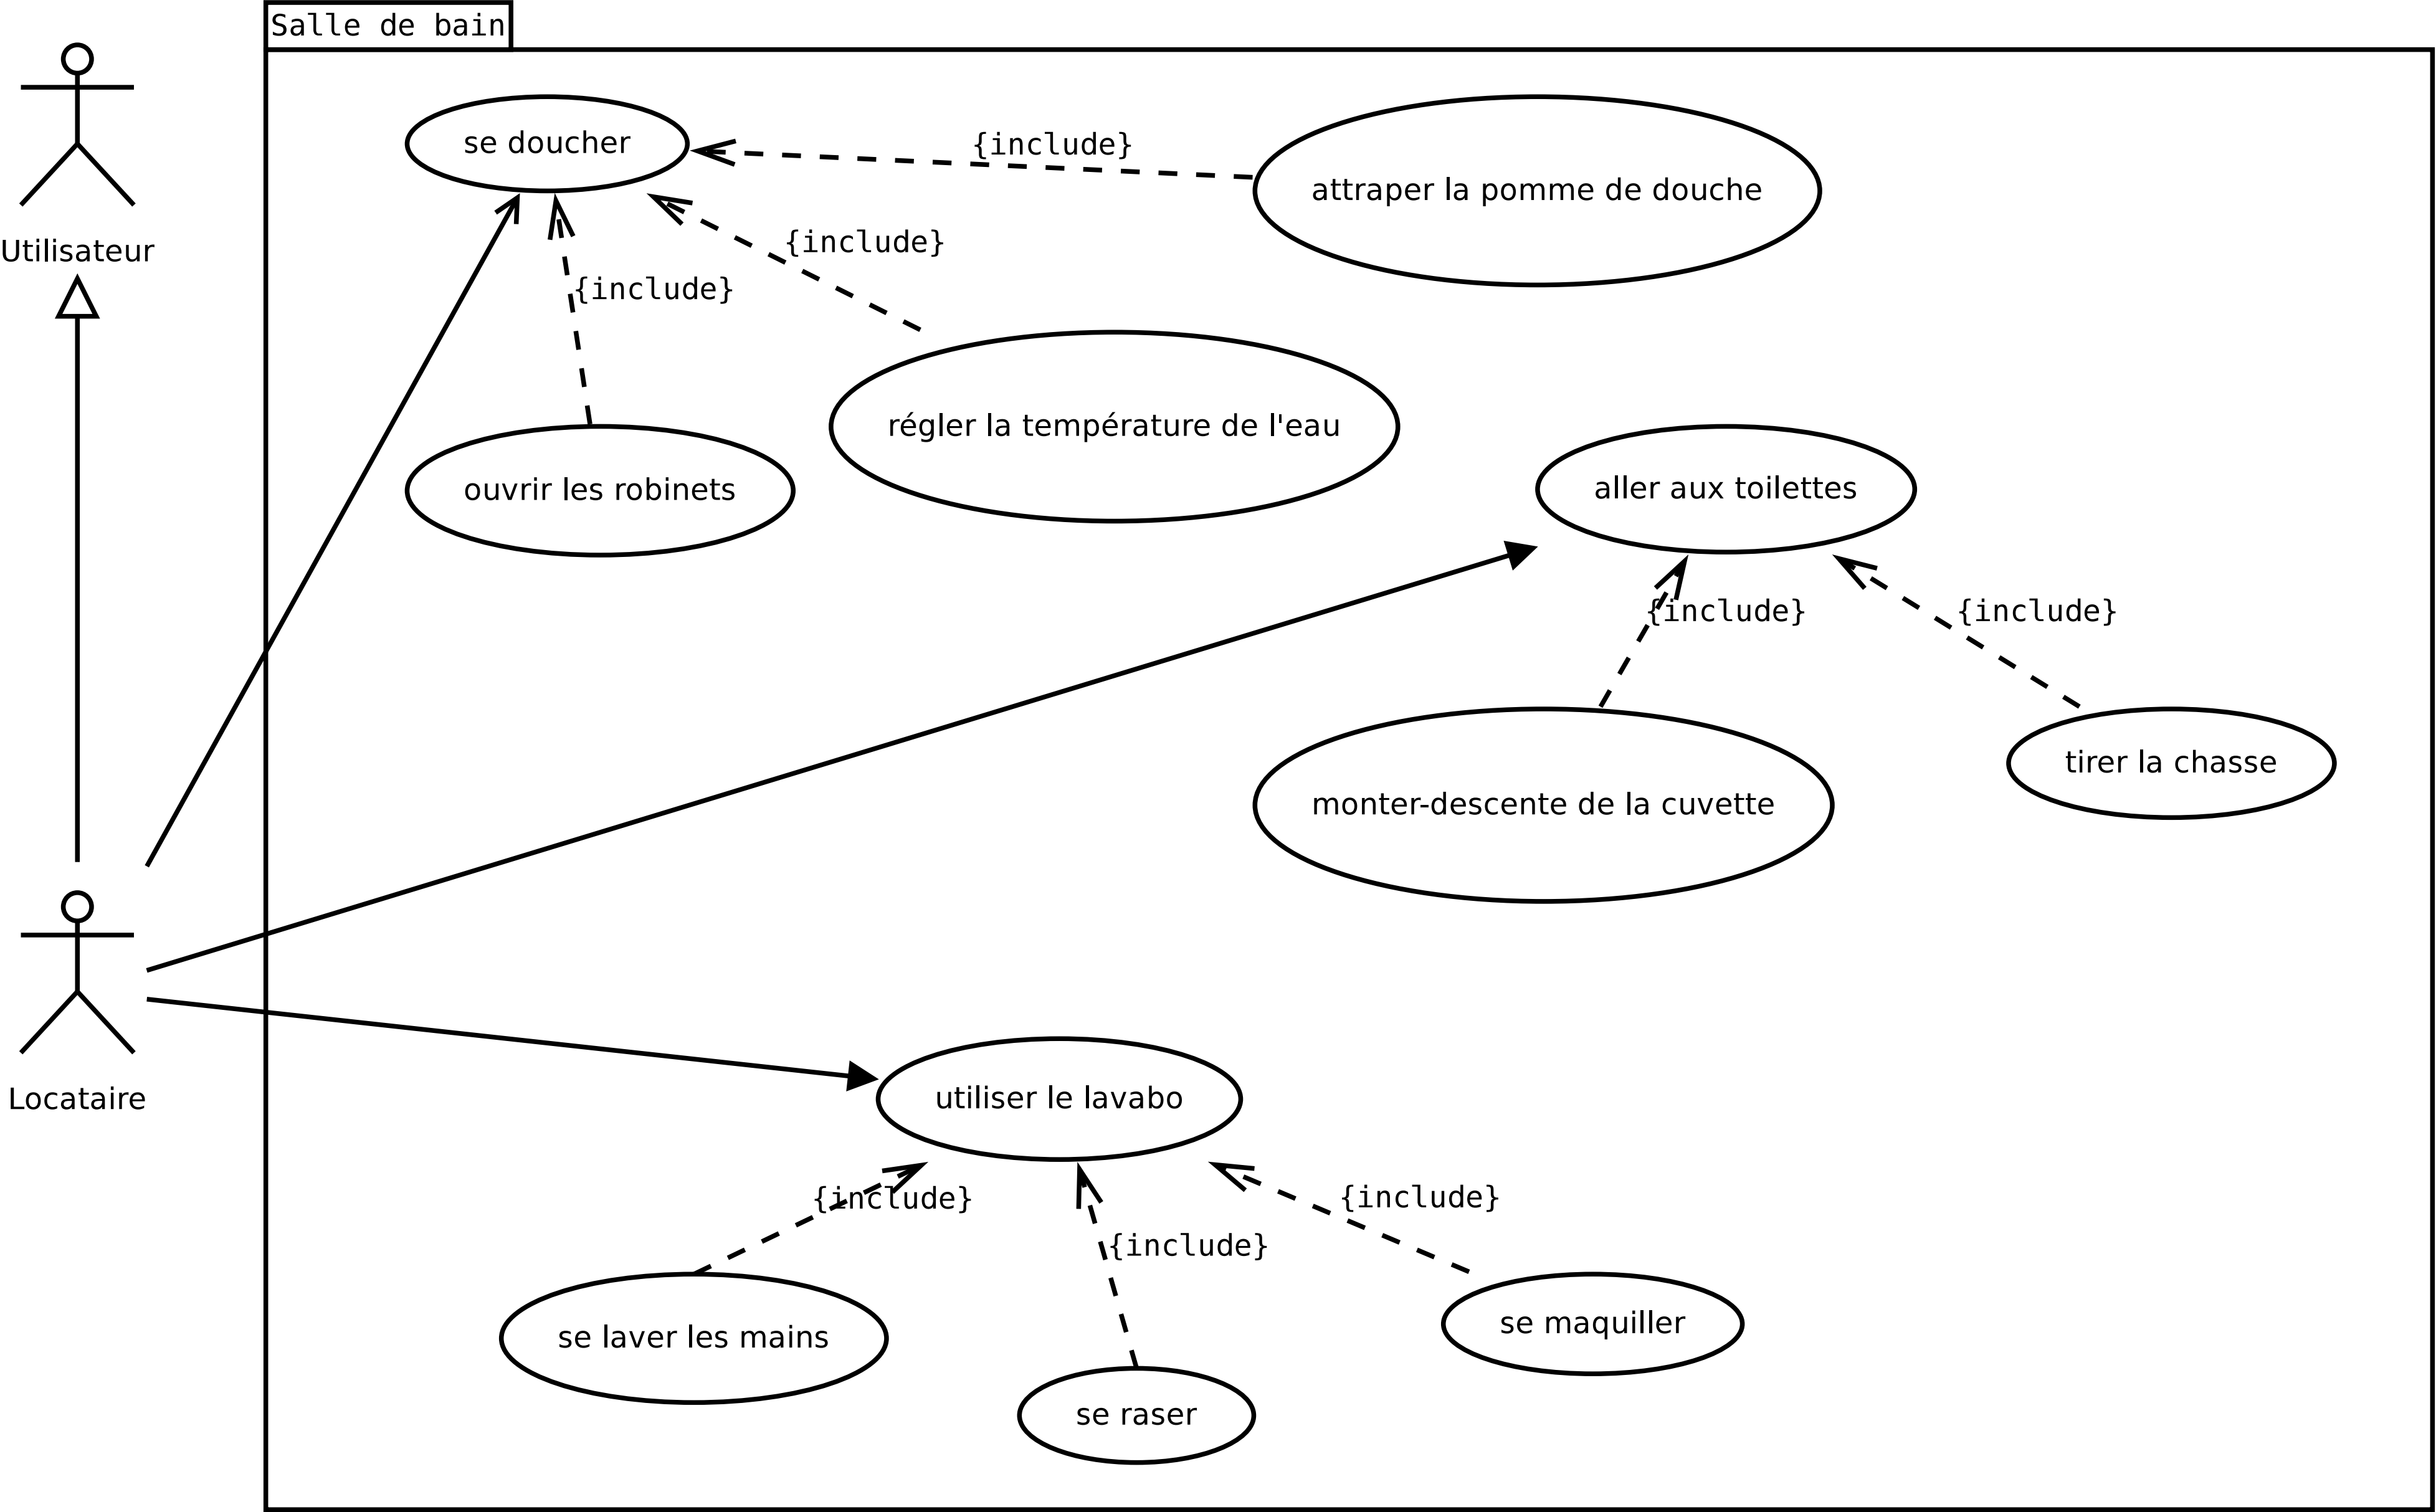 Salle de bain
Utilisateur
se doucher
{include}
attraper la pomme de douche
{include}
{include}
régler la température de l'eau
ouvrir les robinets
aller aux toilettes
{include}
{include}
tirer la chasse
monter-descente de la cuvette
Locataire
utiliser le lavabo
{include}
{include}
{include}
se laver les mains
se maquiller
se raser